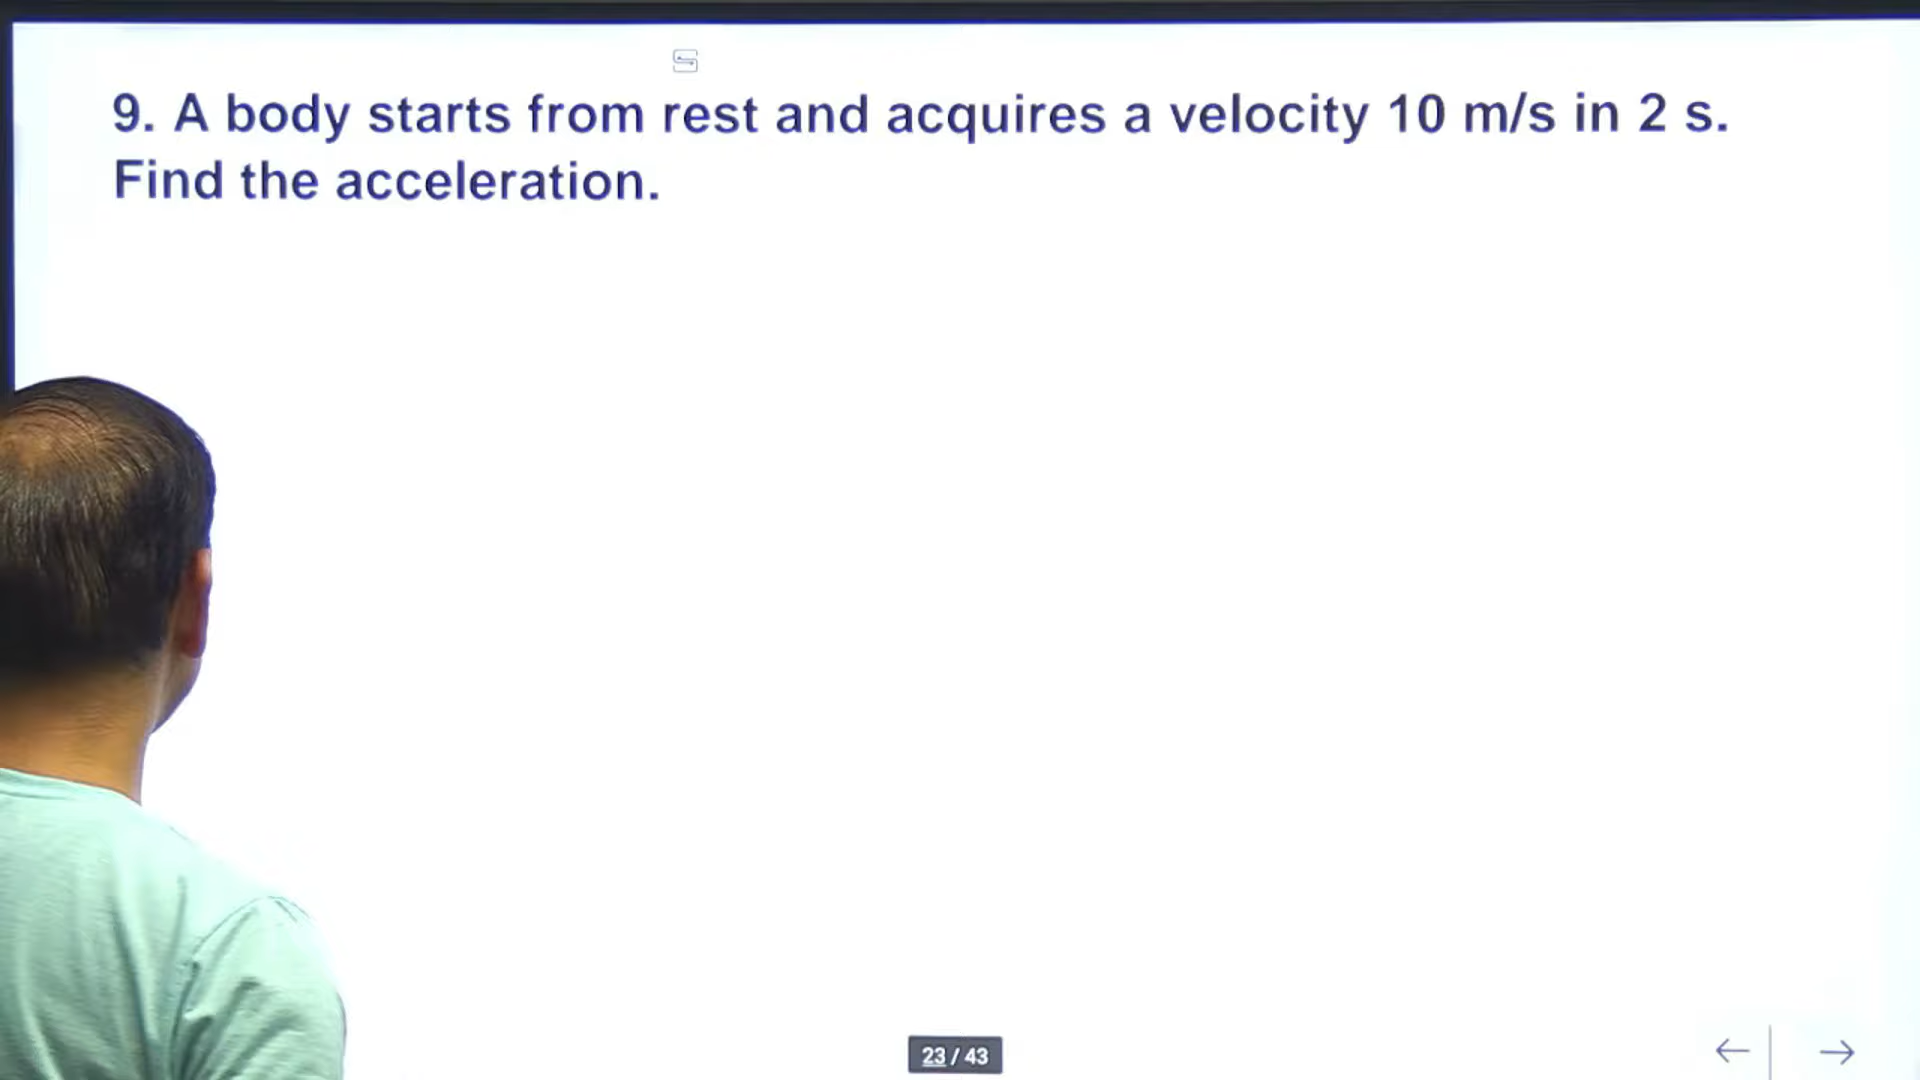 9. A body starts from rest and acquires a velocity 10 m/s in 2 s.
Find the acceleration.
23 / 43